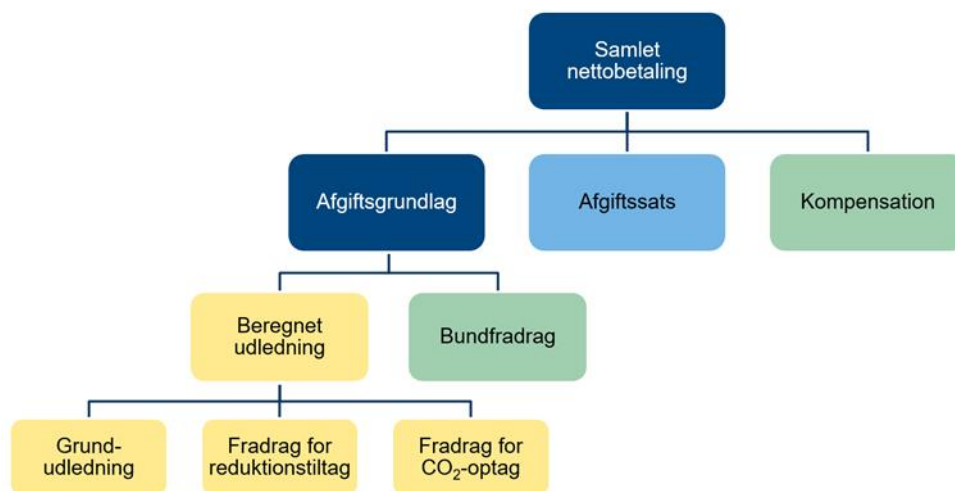 Samlet
nettobetaling
Afgiftsgrundlag
Afgiftssats
Kompensation
Beregnet
udledning
Bundfradrag
Grund-
udledning
Fradrag for
reduktionstiltag
Fradrag for
CO₂-optag